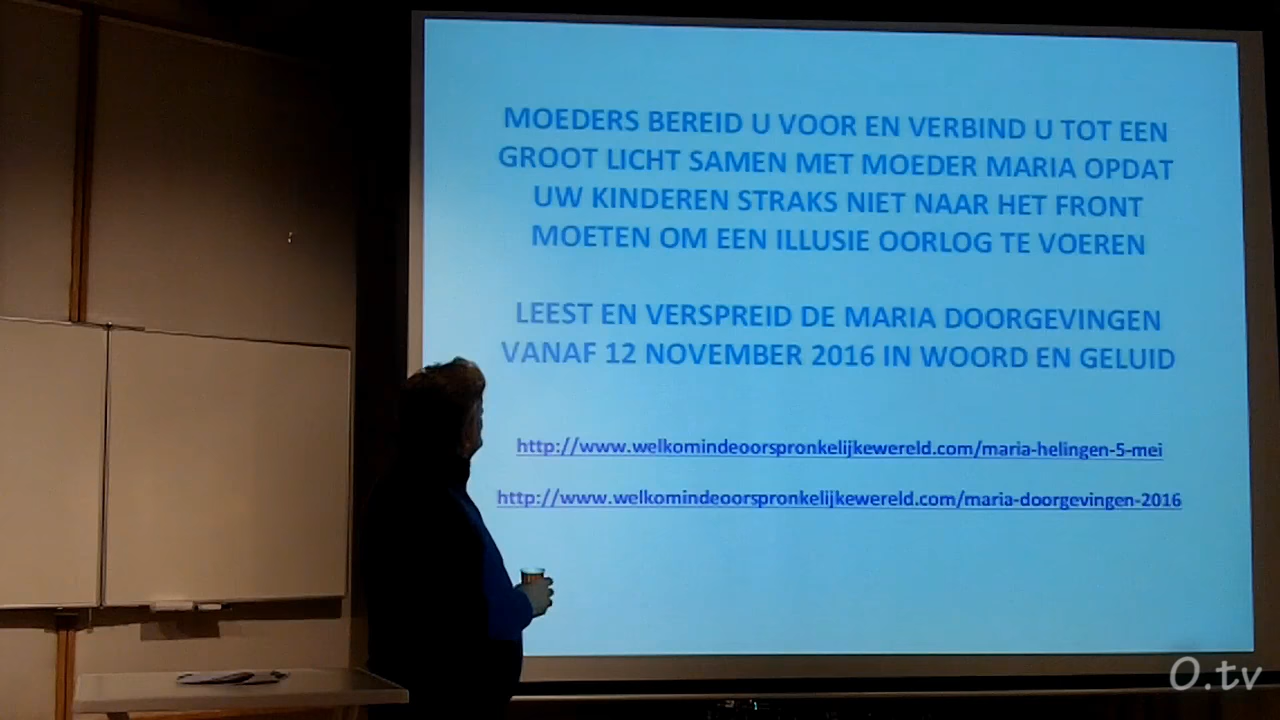 MOEDERS BEREID U VOOR EN VERBIND U TOT EEN
GROOT LICHT SAMEN MET MOEDER MARIA OPDAT
UW KINDEREN STRAKS NIET NAAR HET FRONT
MOETEN OM EEN ILLUSIE OORLOG TE VOEREN
LEEST EN VERSPREID DE MARIA DOORGEVINGEN
VANAF 12 NOVEMBER 2016 IN WOORD EN GELUID
http://www.welkomindeoorspronkelijkewereld.com/maria-helingen-5-mei
http://www.welkomindeoorspronkelijkewereld.com/maria-doorgevingen-2016
O.tv